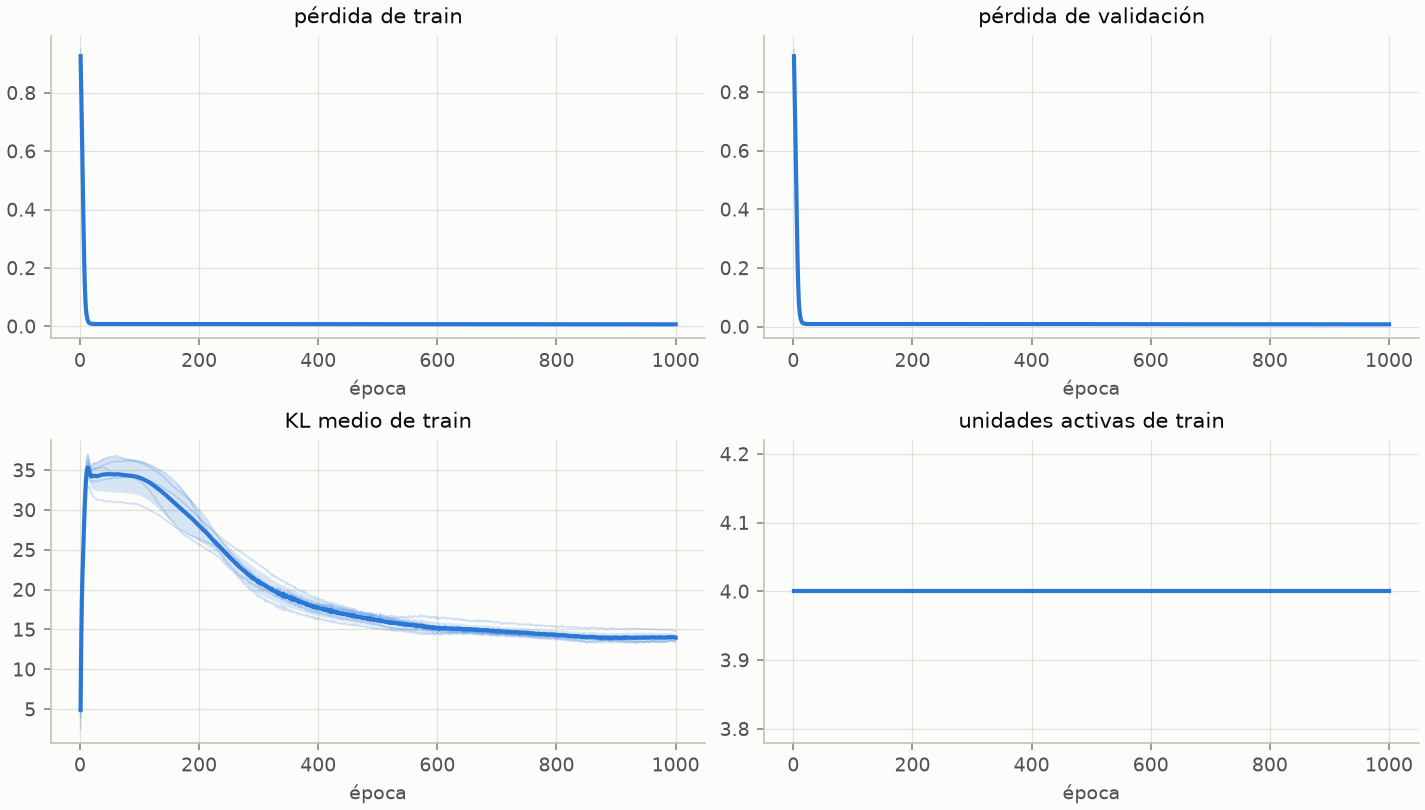 pérdida de train
0.8
0.6
0.4
0.2
0.0
0 200 400 600 800 1000
época
pérdida de validación
0.8
0.6
0.4
0.2
0.0
0 200 400 600 800 1000
época
KL medio de train
35
30
25
20
15
10
5
0 200 400 600 800 1000
época
unidades activas de train
4.2
4.1
4.0
3.9
3.8
0 200 400 600 800 1000
época